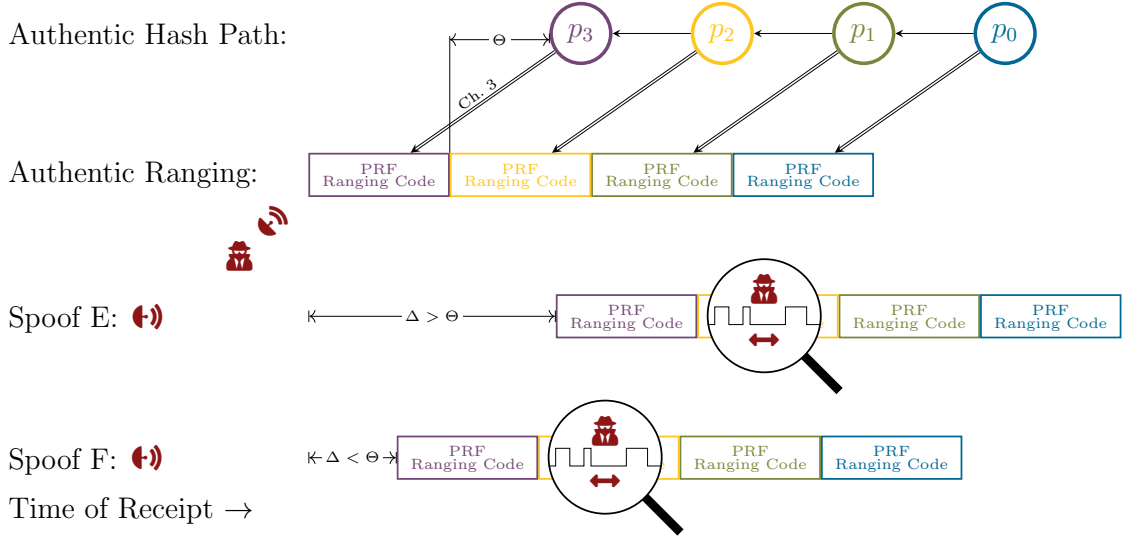 Authentic Hash Path:
Θ
p₃
p₂
p₁
p₀
Ch. 3
Authentic Ranging:
PRF
Ranging Code
PRF
Ranging Code
PRF
Ranging Code
PRF
Ranging Code
Spoof E:
Δ > Θ
PRF
Ranging Code
PRF
Ranging Code
PRF
Ranging Code
Spoof F:
Δ < Θ
PRF
Ranging Code
PRF
Ranging Code
PRF
Ranging Code
Time of Receipt →